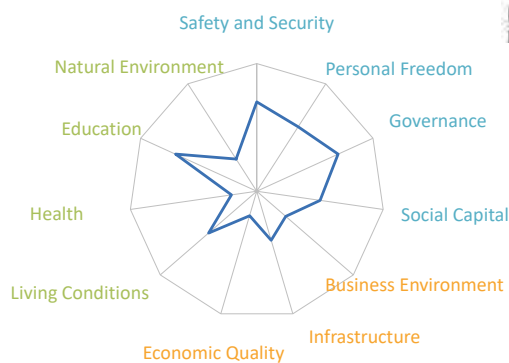 Safety and Security
Natural Environment
Personal Freedom
Education
Governance
Health
Social Capital
Living Conditions
Business Environment
Infrastructure
Economic Quality